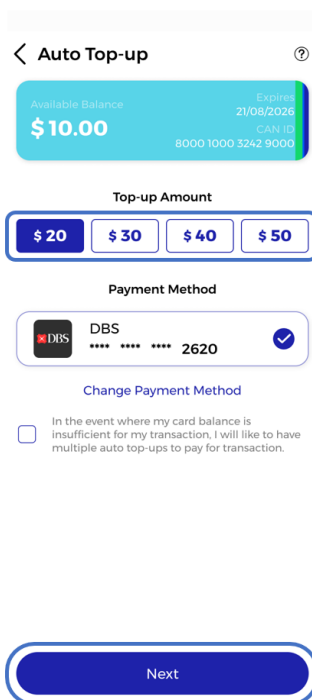 Auto Top-up
?
Available Balance
Expires
$10.00
21/08/2026
CAN ID
8000 1000 3242 9000
Top-up Amount
$20 $30 $40 $50
Payment Method
DBS DBS
**** **** **** 2620
Change Payment Method
In the event where my card balance is
insufficient for my transaction, I will like to have
multiple auto top-ups to pay for transaction.
Next